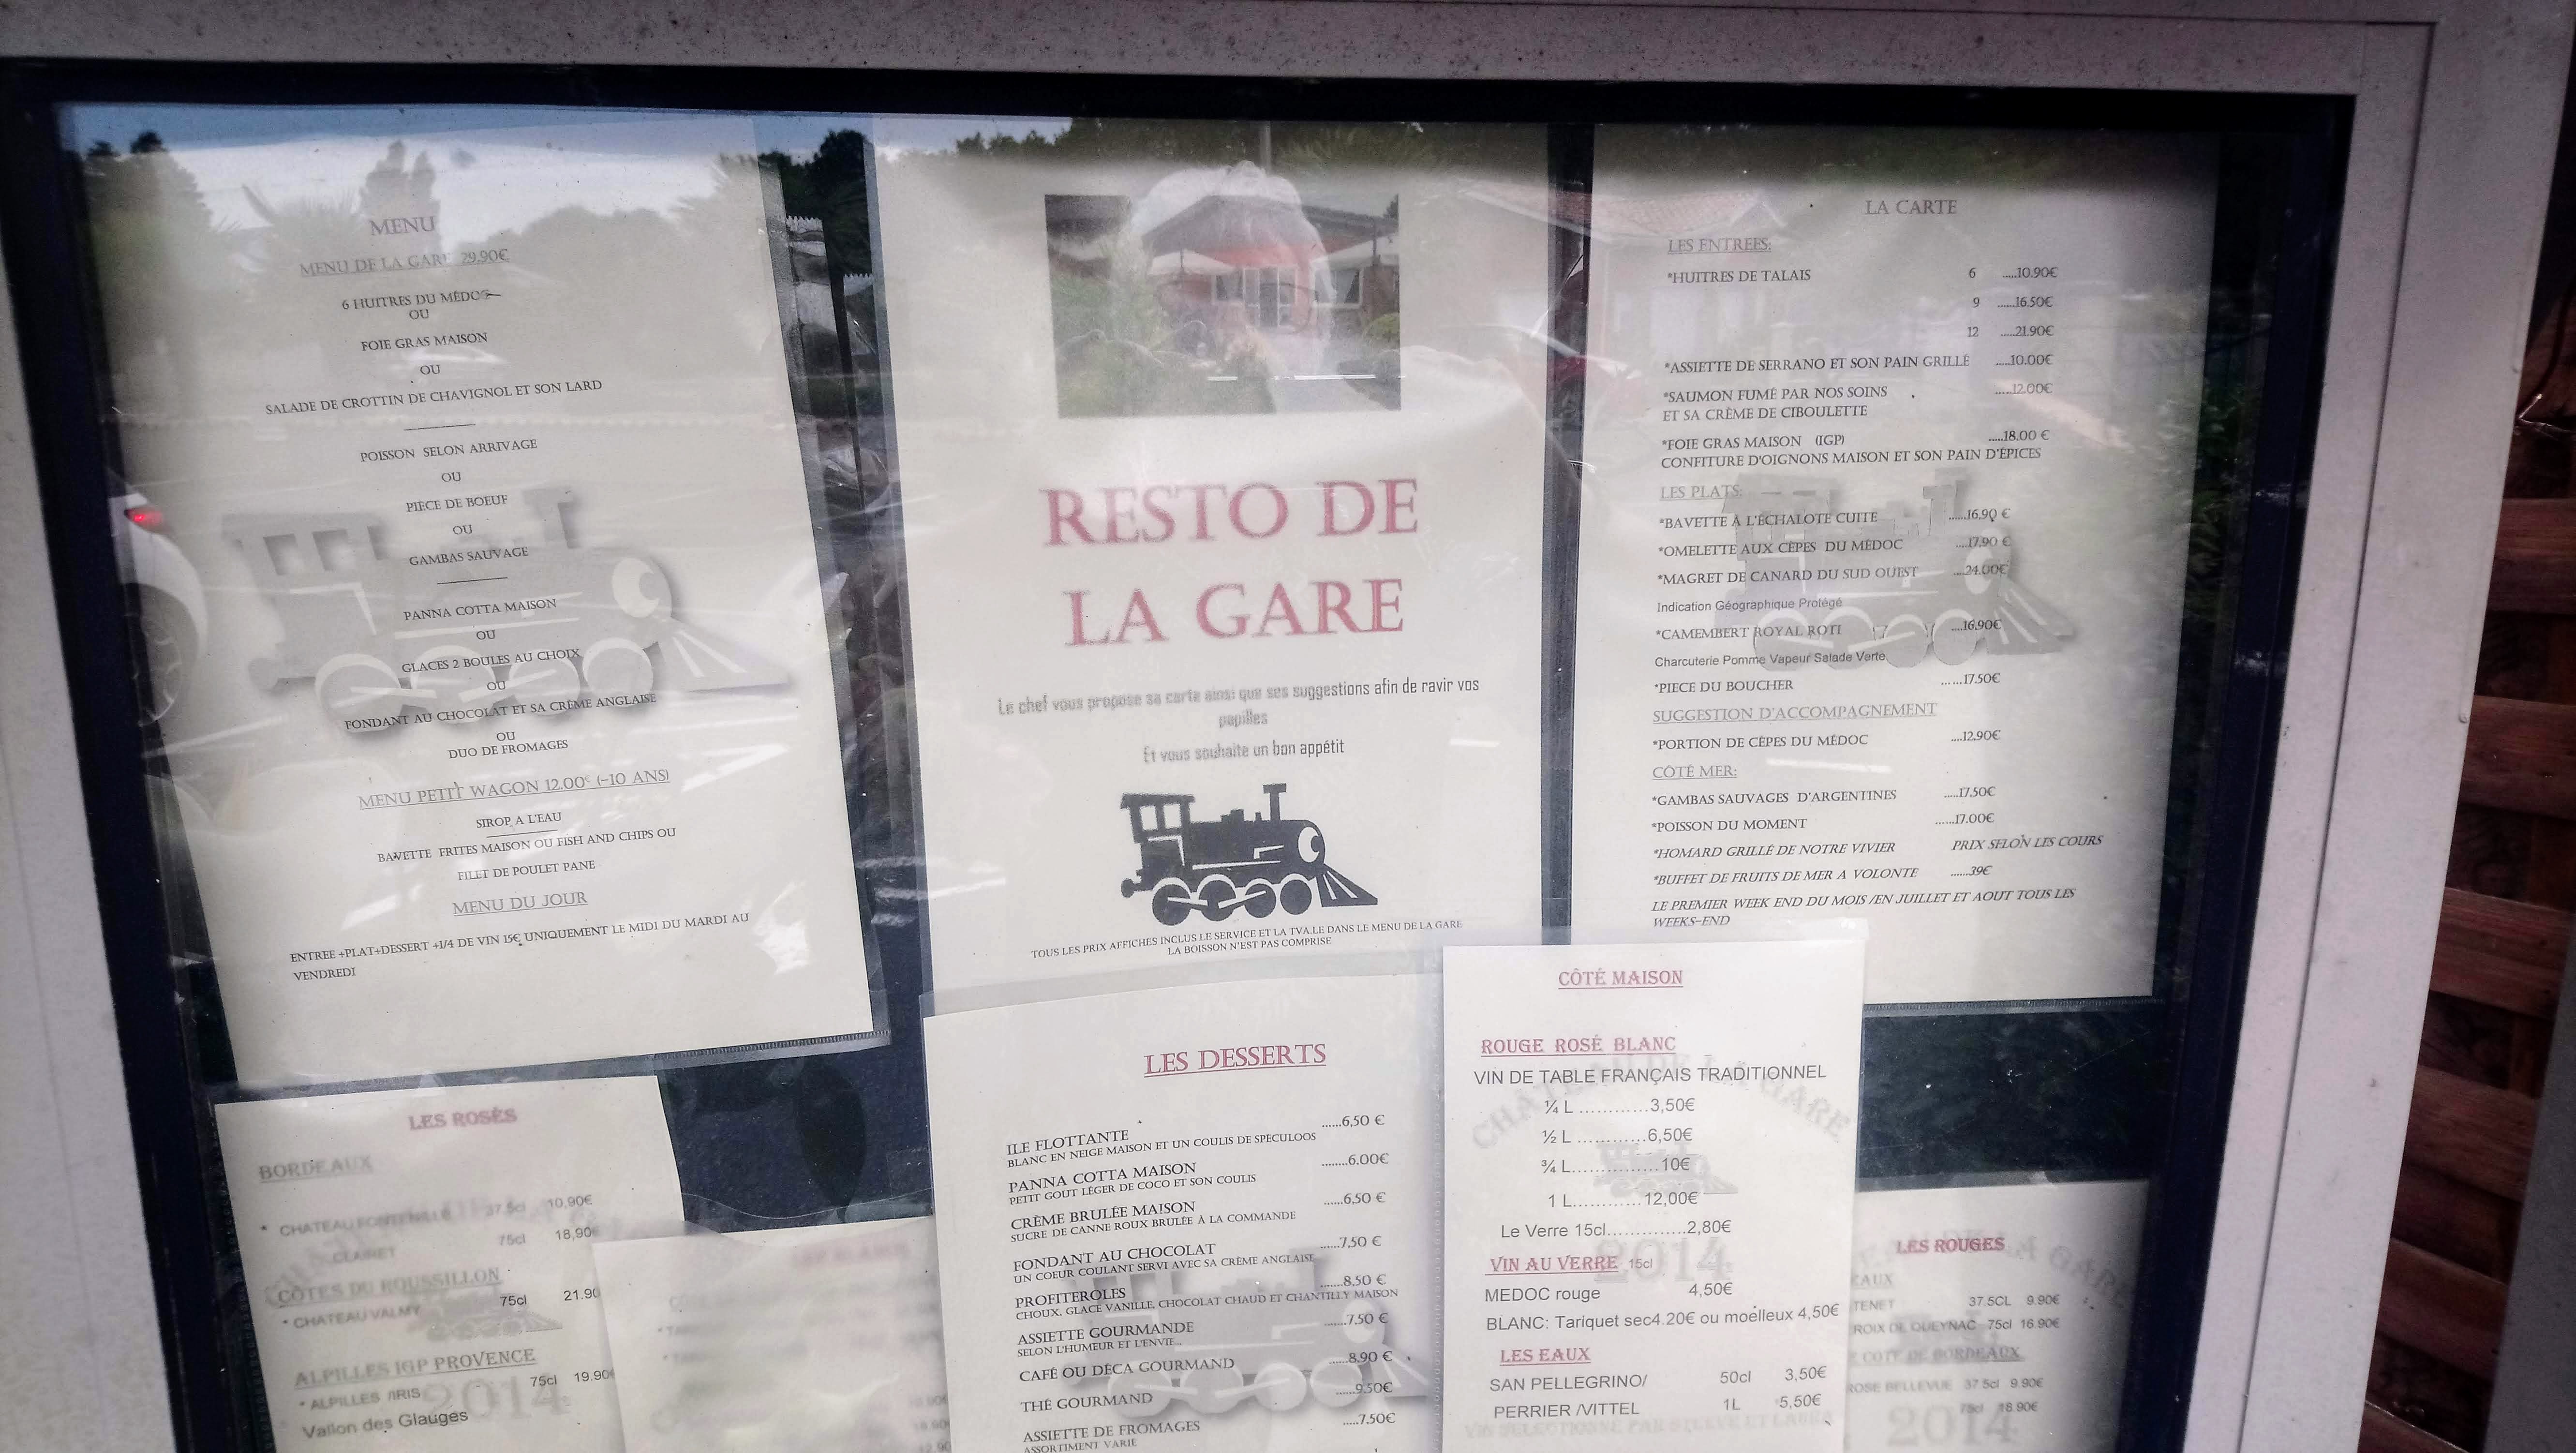 MENU
MENU DE LA GARE 29.90€
6 HUITRES DU MÉDOC
OU
FOIE GRAS MAISON
OU
SALADE DE CROTTIN DE CHAVIGNOL ET SON LARD
POISSON SELON ARRIVAGE
OU
PIECE DE BOEUF
OU
GAMBAS SAUVAGE
PANNA COTTA MAISON
OU
GLACES 2 BOULES AU CHOIX
OU
FONDANT AU CHOCOLAT ET SA CRÈME ANGLAISE
OU
DUO DE FROMAGES
MENU PETIT WAGON 12.00€ (-10 ANS)
SIROP A L'EAU
BAVETTE FRITES MAISON OU FISH AND CHIPS OU
FILET DE POULET PANE
MENU DU JOUR
ENTREE +PLAT+DESSERT +1/4 DE VIN 15€ UNIQUEMENT LE MIDI DU MARDI AU
VENDREDI
RESTO DE
LA GARE
Le chef vous propose sa carte ainsi que ses suggestions afin de ravir vos
papilles
Et vous souhaite un bon appétit
TOUS LES PRIX AFFICHES INCLUS LE SERVICE ET LA TVA.LE DANS LE MENU DE LA GARE
LA BOISSON N'EST PAS COMPRISE
LA CARTE
LES ENTREES:
*HUITRES DE TALAIS 6 .....10.90€
9 ......16.50€
12 .....21.90€
*ASSIETTE DE SERRANO ET SON PAIN GRILLÉ .....10.00€
*SAUMON FUMÉ PAR NOS SOINS .....12.00€
ET SA CRÈME DE CIBOULETTE
*FOIE GRAS MAISON (IGP) .....18.00 €
CONFITURE D'OIGNONS MAISON ET SON PAIN D'ÉPICES
LES PLATS:
*BAVETTE À L'ÉCHALOTE CUITE ......16.90 €
*OMELETTE AUX CÈPES DU MÉDOC ....17.90 €
*MAGRET DE CANARD DU SUD OUEST ....24.00€
Indication Géographique Protégé
*CAMEMBERT ROYAL ROTI ....16.90€
Charcuterie Pomme Vapeur Salade Verte
*PIECE DU BOUCHER ......17.50€
SUGGESTION D'ACCOMPAGNEMENT
*PORTION DE CÈPES DU MÉDOC ....12.90€
CÔTÉ MER:
*GAMBAS SAUVAGES D'ARGENTINES .....17.50€
*POISSON DU MOMENT ......17.00€
*HOMARD GRILLÉ DE NOTRE VIVIER PRIX SELON LES COURS
*BUFFET DE FRUITS DE MER A VOLONTE ......39€
LE PREMIER WEEK END DU MOIS /EN JUILLET ET AOUT TOUS LES
WEEKS-END
LES ROSÉS
BORDEAUX
* CHATEAU FONTENILLE 37.5cl 10,90€
CLAIRET 75cl 18,90€
CÔTES DU ROUSSILLON
* CHATEAU VALMY 75cl 21.90
ALPILLES IGP PROVENCE
* ALPILLES /IRIS 75cl 19.90
Vallon des Glauges
2014
LES DESSERTS
ILE FLOTTANTE ......6,50 €
BLANC EN NEIGE MAISON ET UN COULIS DE SPÉCULOOS
PANNA COTTA MAISON ........6.00€
PETIT GOUT LÉGER DE COCO ET SON COULIS
CRÈME BRULÉE MAISON ......6,50 €
SUCRE DE CANNE ROUX BRULÉE À LA COMMANDE
FONDANT AU CHOCOLAT ......7,50 €
UN COEUR COULANT SERVI AVEC SA CRÈME ANGLAISE
PROFITEROLES .......8,50 €
CHOUX, GLACE VANILLE, CHOCOLAT CHAUD ET CHANTILLY MAISON
ASSIETTE GOURMANDE .......7,50 €
SELON L'HUMEUR ET L'ENVIE...
CAFÉ OU DÉCA GOURMAND ......8,90 €
THÉ GOURMAND .....9.50€
ASSIETTE DE FROMAGES .....7.50€
ASSORTIMENT VARIE
CÔTÉ MAISON
ROUGE ROSÉ BLANC
VIN DE TABLE FRANÇAIS TRADITIONNEL
¼ L ............3,50€
½ L ............6,50€
¾ L...............10€
1 L............12,00€
Le Verre 15cl..............2,80€
2014
VIN AU VERRE 15cl
MEDOC rouge 4,50€
BLANC: Tariquet sec4.20€ ou moelleux 4,50€
LES EAUX
SAN PELLEGRINO/ 50cl 3,50€
PERRIER /VITTEL 1L 5,50€
LES ROUGES
EAUX
TENET 37.5CL 9.90€
ROIX DE QUEYNAC 75cl 16.90€
COTE DE BORDEAUX
ROSE BELLEVUE 37.5cl 9.90€
75cl 18.90€
2014